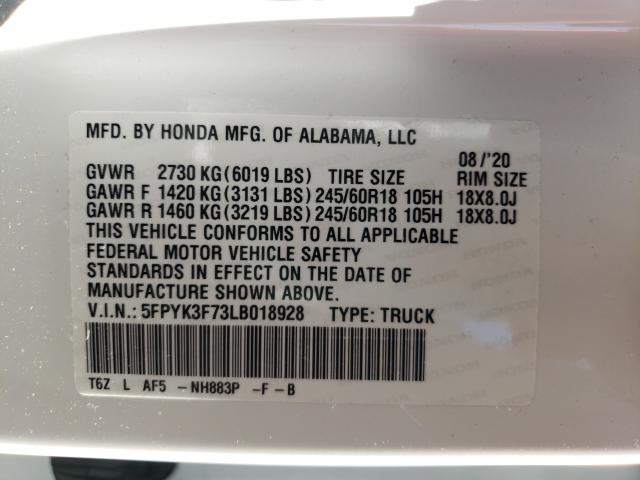 MFD. BY HONDA MFG. OF ALABAMA, LLC
08/'20
GVWR 2730 KG(6019 LBS) TIRE SIZE RIM SIZE
GAWR F 1420 KG(3131 LBS) 245/60R18 105H 18X8.0J
GAWR R 1460 KG(3219 LBS) 245/60R18 105H 18X8.0J
THIS VEHICLE CONFORMS TO ALL APPLICABLE
FEDERAL MOTOR VEHICLE SAFETY
STANDARDS IN EFFECT ON THE DATE OF
MANUFACTURE SHOWN ABOVE.
V.I.N.: 5FPYK3F73LB018928 TYPE: TRUCK
T6Z L AF5 -NH883P -F -B